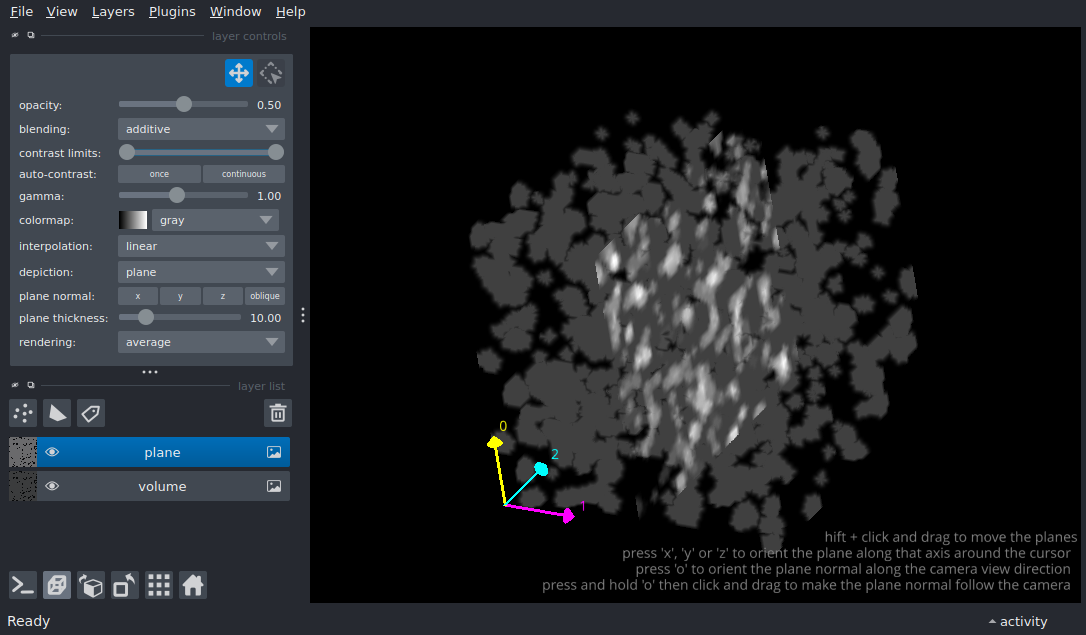 File View Layers Plugins Window Help
layer controls
opacity: 0.50
blending: additive
contrast limits:
auto-contrast: once continuous
gamma: 1.00
colormap: gray
interpolation: linear
depiction: plane
plane normal: x y z oblique
plane thickness: 10.00
rendering: average
layer list
plane
volume
0
2
1
hift + click and drag to move the planes
press 'x', 'y' or 'z' to orient the plane along that axis around the cursor
press 'o' to orient the plane normal along the camera view direction
press and hold 'o' then click and drag to make the plane normal follow the camera
Ready activity